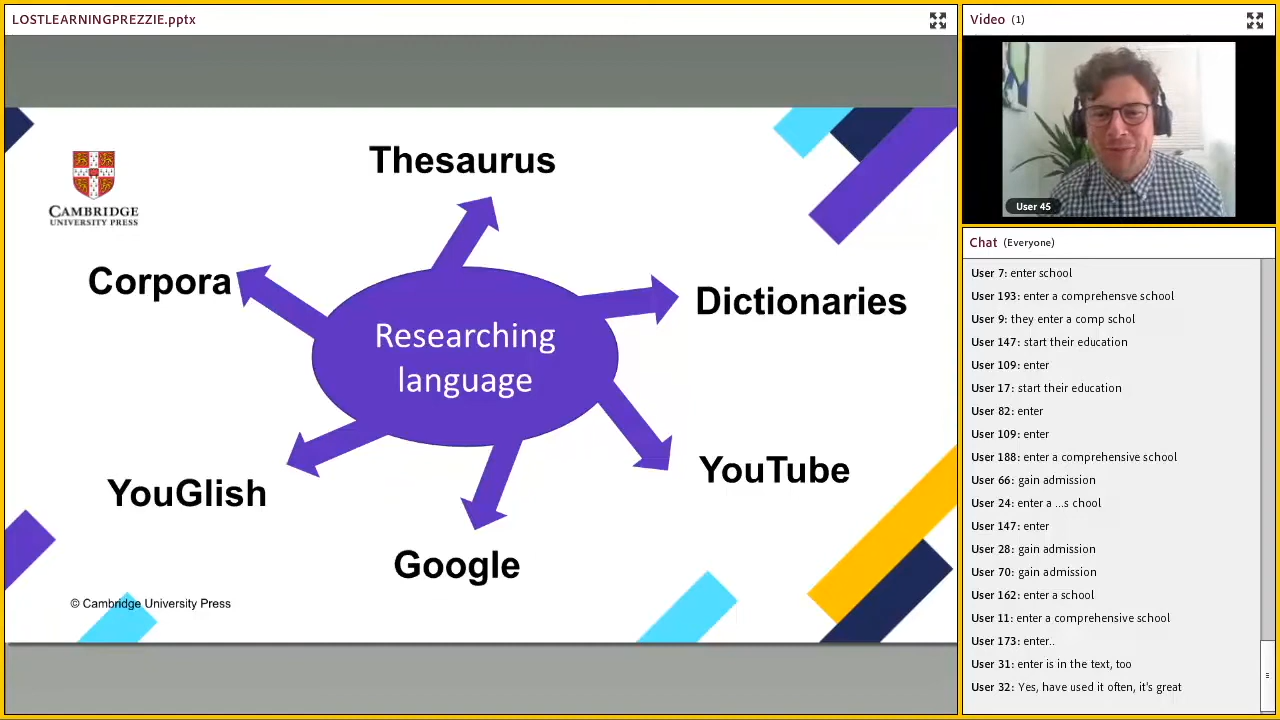 LOSTLEARNINGPREZZIE.pptx
CAMBRIDGE
UNIVERSITY PRESS
Thesaurus
Corpora
Dictionaries
Researching
language
YouGlish
YouTube
Google
© Cambridge University Press
Video (1)
User 45
Chat (Everyone)
User 7: enter school
User 193: enter a comprehensve school
User 9: they enter a comp schol
User 147: start their education
User 109: enter
User 17: start their education
User 82: enter
User 109: enter
User 188: enter a comprehensive school
User 66: gain admission
User 24: enter a ...s chool
User 147: enter
User 28: gain admission
User 70: gain admission
User 162: enter a school
User 11: enter a comprehensive school
User 173: enter..
User 31: enter is in the text, too
User 32: Yes, have used it often, it's great